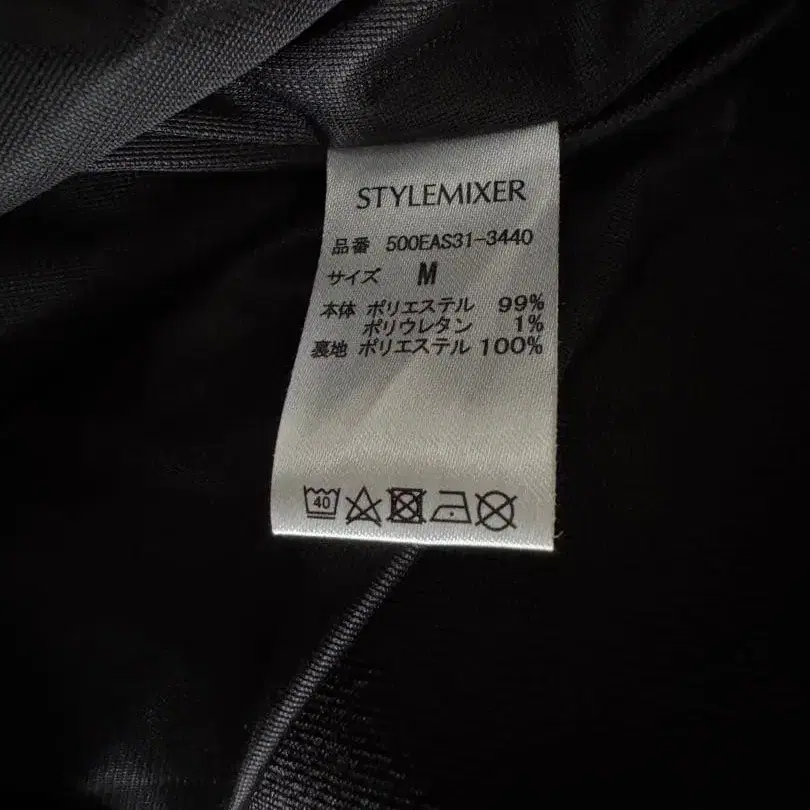 STYLEMIXER
品番 500EAS31-3440
サイズ M
本体 ポリエステル 99%
ポリウレタン 1%
裏地 ポリエステル 100%
40